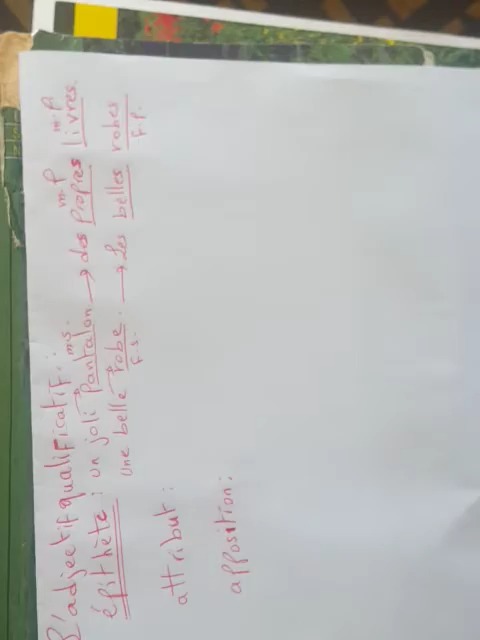 L'adjectif qualificatif :
m.s. m.P m.P
épithète : un joli Pantalon → des propres livres
Une belle robe. → Les belles robes
f.s. f.P.
attribut :
apposition :